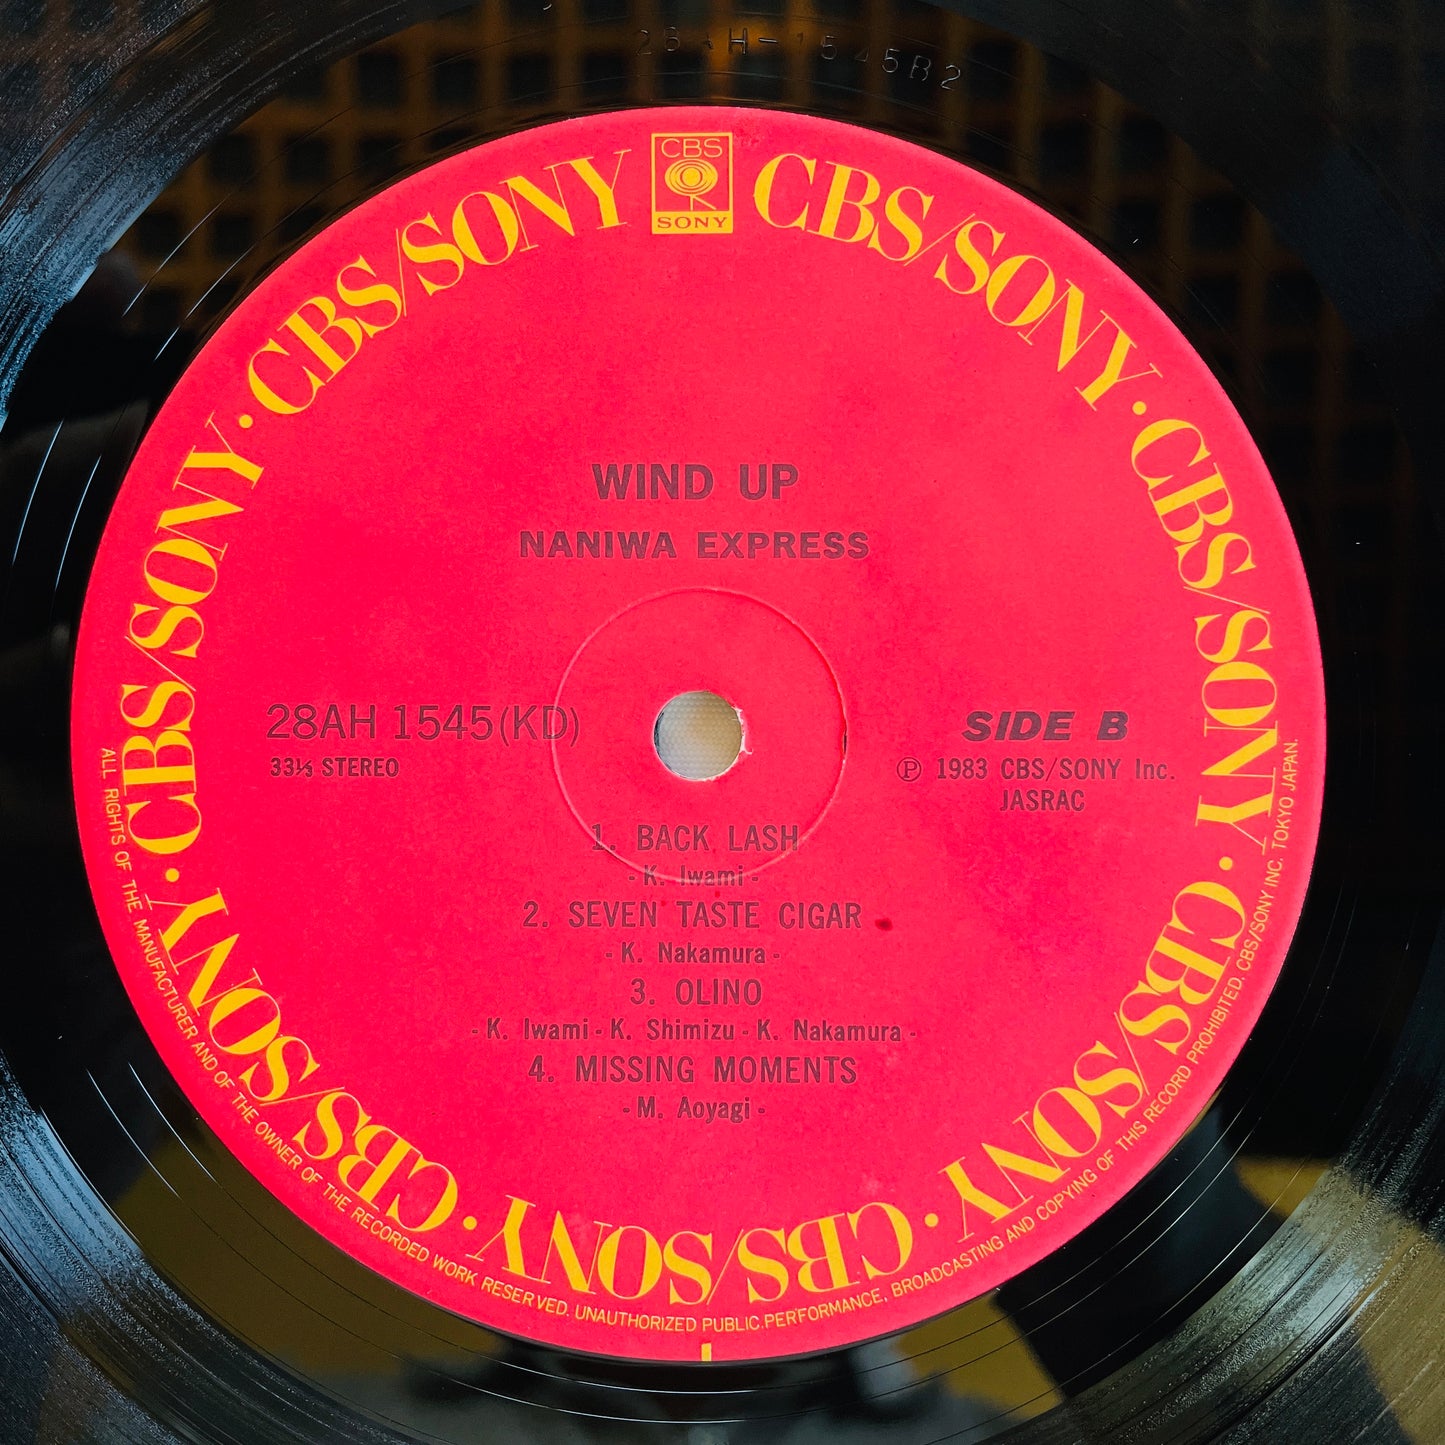 28AH-1545B2
CBS
SONY
CBS/SONY · CBS/SONY · CBS/SONY · CBS/SONY · CBS/SONY · CBS/SONY · CBS/SONY · CBS/SONY
WIND UP
NANIWA EXPRESS
28AH 1545(KD)
33⅓ STEREO
SIDE B
Ⓟ 1983 CBS/SONY Inc.
JASRAC
1. BACK LASH
- K. Iwami -
2. SEVEN TASTE CIGAR
- K. Nakamura -
3. OLINO
- K. Iwami - K. Shimizu - K. Nakamura -
4. MISSING MOMENTS
- M. Aoyagi -
ALL RIGHTS OF THE MANUFACTURER AND OF THE OWNER OF THE RECORDED WORK RESERVED. UNAUTHORIZED PUBLIC.PERFORMANCE, BROADCASTING AND COPYING OF THIS RECORD PROHIBITED. CBS/SONY INC. TOKYO JAPAN.